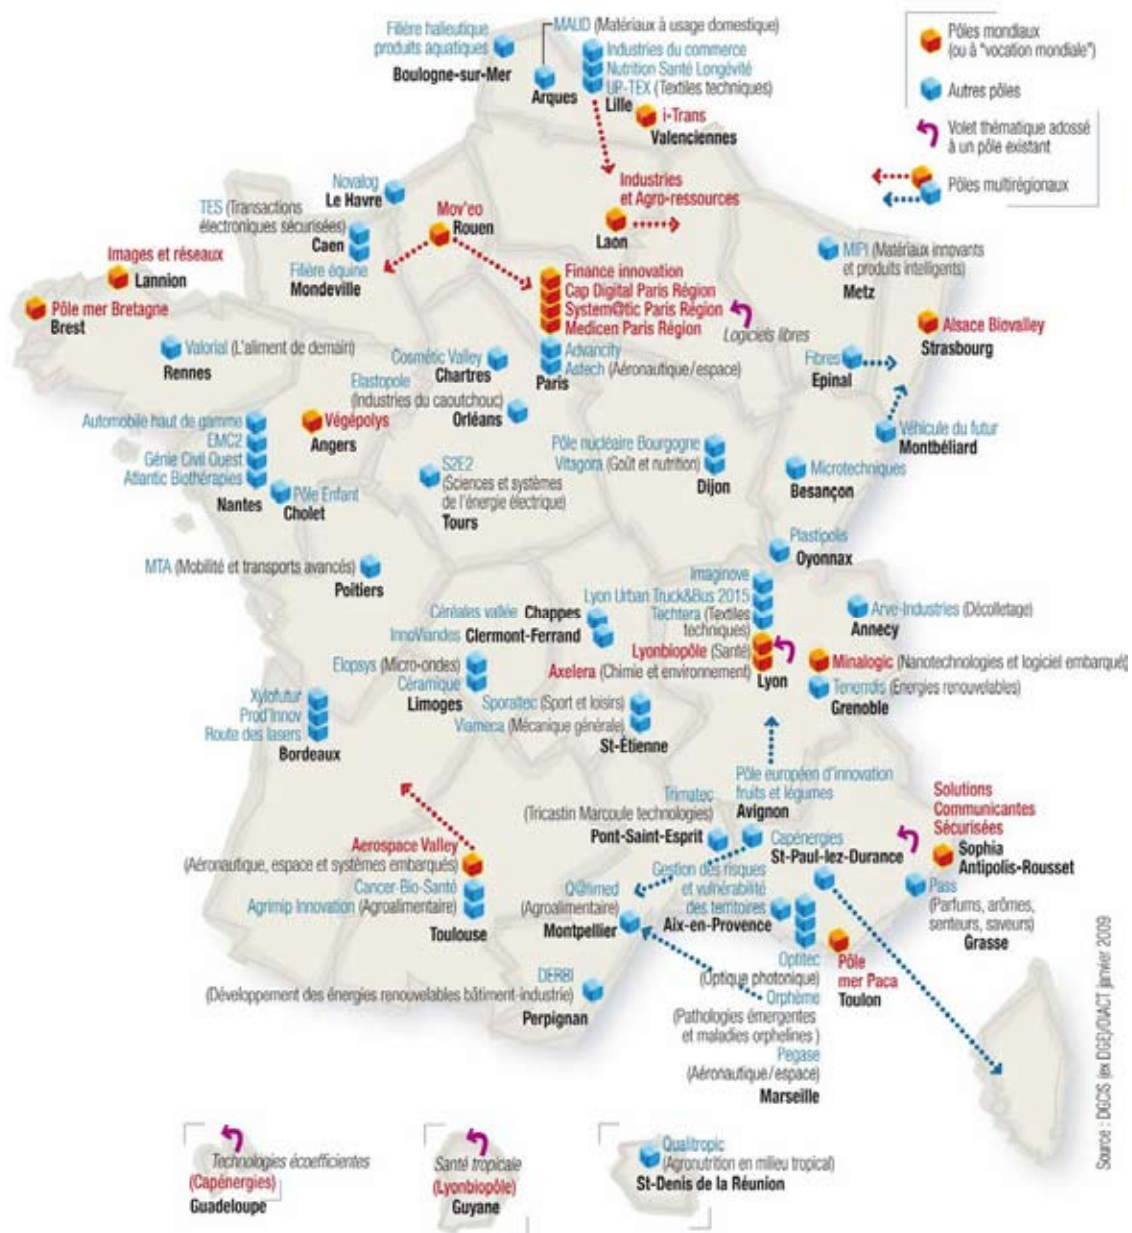 Filière halieutique
produits aquatiques
Boulogne-sur-Mer
MAUD (Matériaux à usage domestique)
Arques
Industries du commerce
Nutrition Santé Longévité
UP-TEX (Textiles techniques)
Lille
i-Trans
Valenciennes
Pôles mondiaux
(ou à "vocation mondiale")
Autres pôles
Volet thématique adossé
à un pôle existant
Pôles multirégionaux
Novalog
Le Havre
TES (Transactions
électroniques sécurisées)
Caen
Filière équine
Mondeville
Mov'eo
Rouen
Industries
et Agro-ressources
Laon
MIPI (Matériaux innovants
et produits intelligents)
Metz
Images et réseaux
Lannion
Pôle mer Bretagne
Brest
Valorial (L'aliment de demain)
Rennes
Finance innovation
Cap Digital Paris Région
System@tic Paris Région
Medicen Paris Région
Logiciels libres
Advancity
Astech (Aéronautique/espace)
Paris
Alsace Biovalley
Strasbourg
Fibres
Epinal
Cosmétic Valley
Chartres
Elastopole
(Industries du caoutchouc)
Orléans
Automobile haut de gamme
EMC2
Génie Civil Ouest
Atlantic Biothérapies
Nantes
Végépolys
Angers
Pôle Enfant
Cholet
S2E2
(Sciences et systèmes
de l'énergie électrique)
Tours
Pôle nucléaire Bourgogne
Vitagora (Goût et nutrition)
Dijon
Véhicule du futur
Montbéliard
Microtechniques
Besançon
Plastipolis
Oyonnax
MTA (Mobilité et transports avancés)
Poitiers
Imaginove
Lyon Urban Truck&Bus 2015
Techtera (Textiles
techniques)
Lyonbiopôle (Santé)
Axelera (Chimie et environnement)
Lyon
Arve-Industries (Décolletage)
Annecy
Céréales vallée Chappes
InnoViandes Clermont-Ferrand
Minalogic (Nanotechnologies et logiciel embarqué)
Tenerrdis (Energies renouvelables)
Grenoble
Elopsys (Micro-ondes)
Céramique
Limoges
Sporaltec (Sport et loisirs)
Viameca (Mécanique générale)
St-Étienne
Xylofutur
Prod'Innov
Route des lasers
Bordeaux
Pôle européen d'innovation
fruits et légumes
Avignon
Trimatec
(Tricastin Marcoule technologies)
Pont-Saint-Esprit
Capénergies
St-Paul-lez-Durance
Solutions
Communicantes
Sécurisées
Sophia
Antipolis-Rousset
Aerospace Valley
(Aéronautique, espace et systèmes embarqués)
Cancer-Bio-Santé
Agrimip Innovation (Agroalimentaire)
Toulouse
Q@limed
(Agroalimentaire)
Montpellier
Gestion des risques
et vulnérabilité
des territoires
Aix-en-Provence
Pass
(Parfums, arômes,
senteurs, saveurs)
Grasse
Optitec
(Optique photonique)
Orphème
(Pathologies émergentes
et maladies orphelines )
Pegase
(Aéronautique/espace)
Marseille
Pôle
mer Paca
Toulon
DERBI
(Développement des énergies renouvelables bâtiment-industrie)
Perpignan
Technologies écoefficientes
(Capénergies)
Guadeloupe
Santé tropicale
(Lyonbiopôle)
Guyane
Qualitropic
(Agronutrition en milieu tropical)
St-Denis de la Réunion
Source : DGCIS (ex DGE)/DIACT janvier 2009